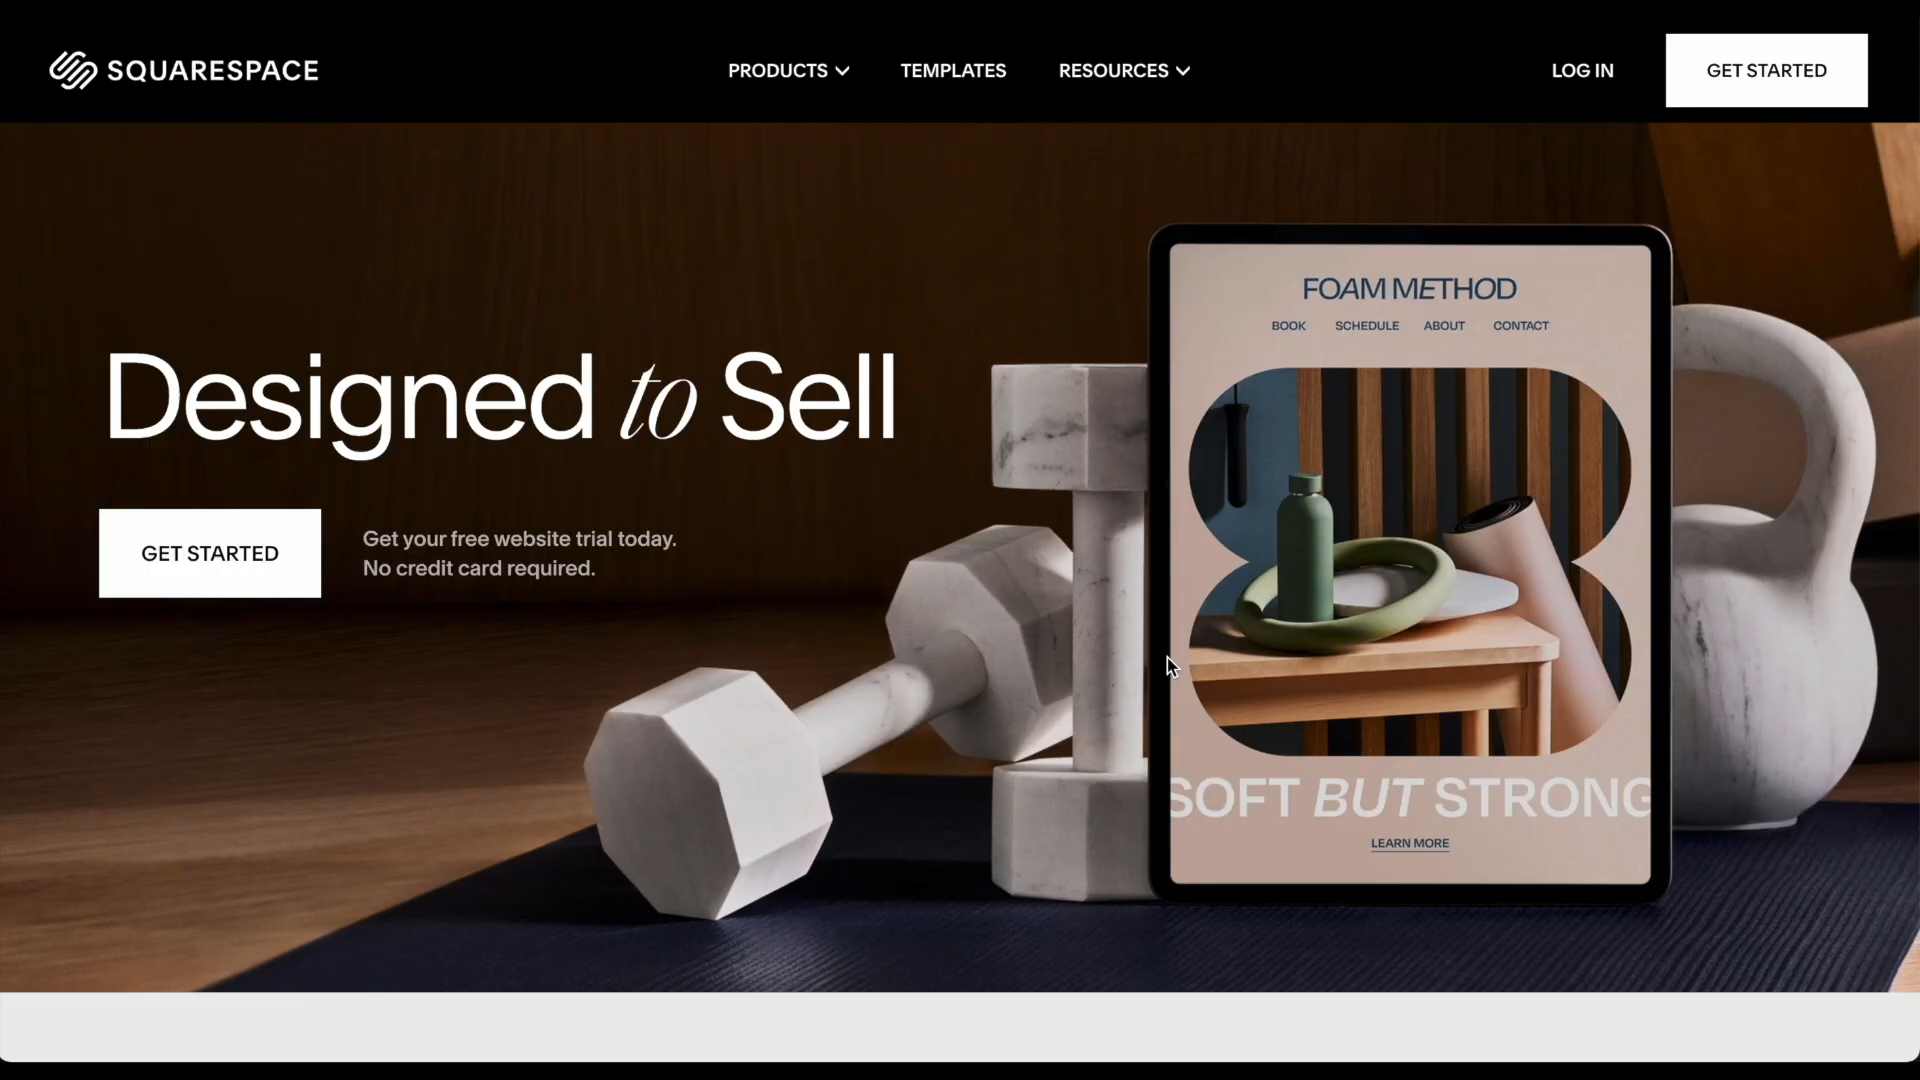 SQUARESPACE
PRODUCTS
TEMPLATES
RESOURCES
LOG IN
GET STARTED
Designed to Sell
GET STARTED
Get your free website trial today.
No credit card required.
FOAM METHOD
BOOK
SCHEDULE
ABOUT
CONTACT
SOFT BUT STRONG
LEARN MORE